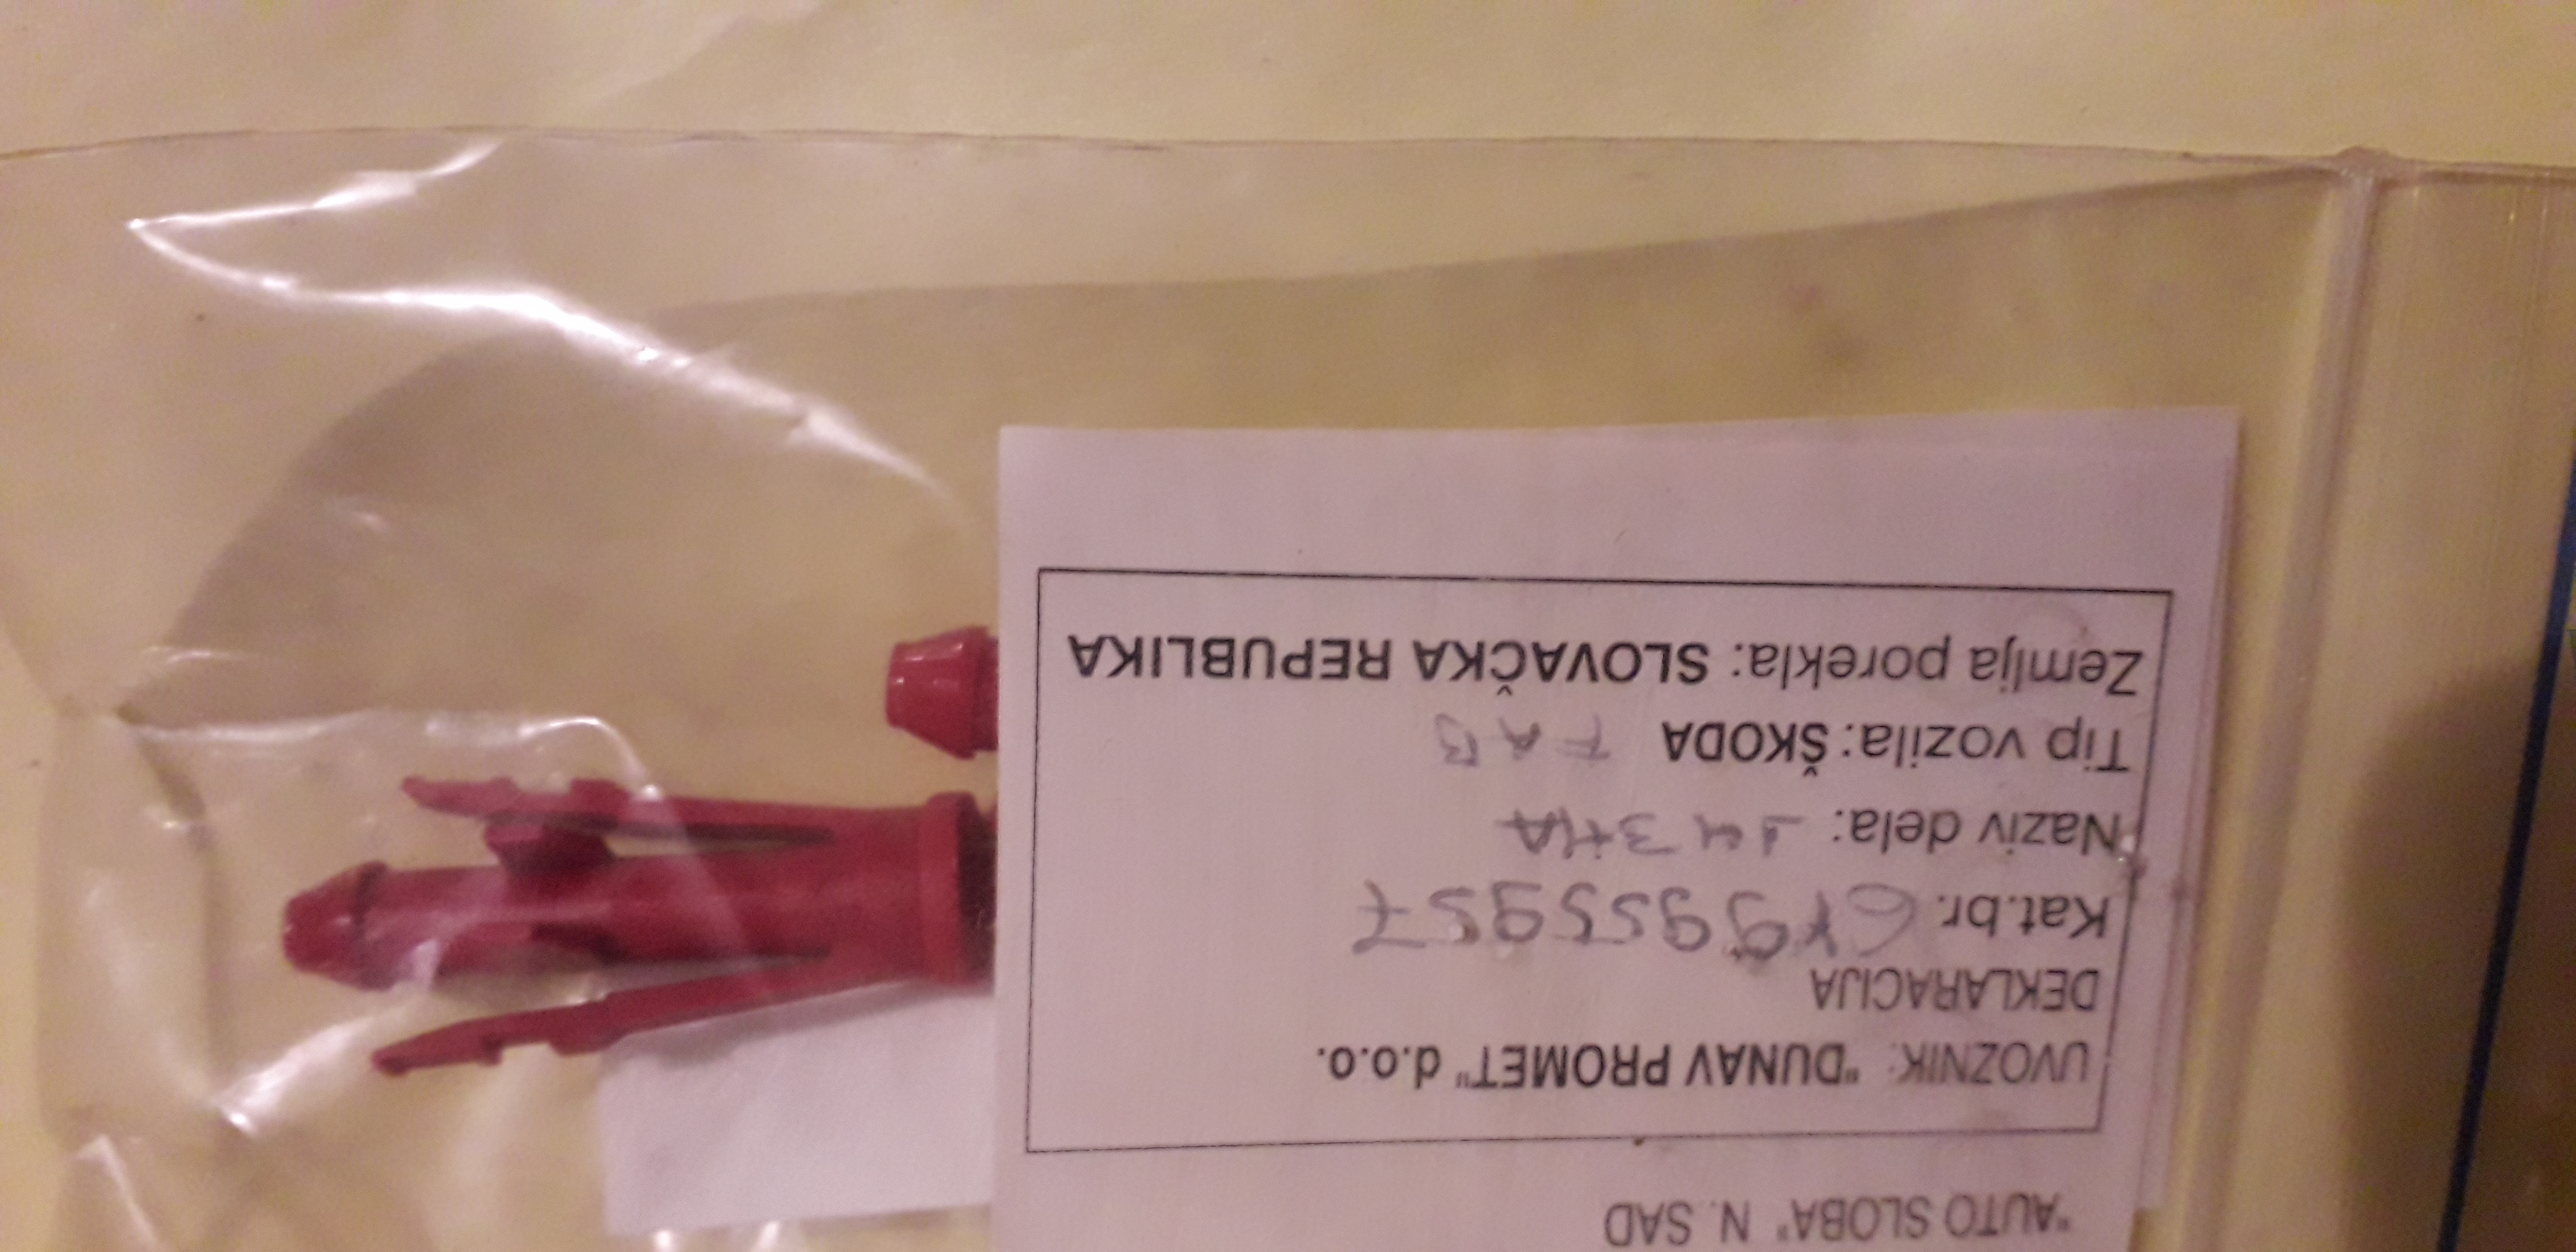 "AUTO SLOBA" N. SAD
UVOZNIK: "DUNAV PROMET" d.o.o.
DEKLARACIJA
Kat.br. 6Y9955957
Naziv dela:
Tip vozila: ŠKODA FAB
Zemlja porekla: SLOVAČKA REPUBLIKA